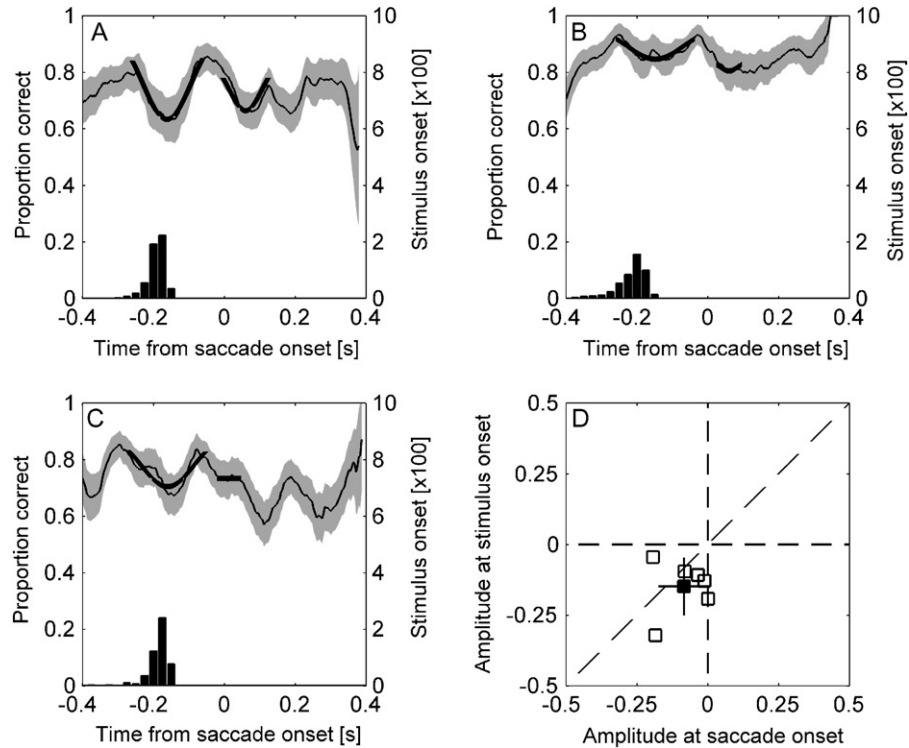 A
Proportion correct
1
0.8
0.6
0.4
0.2
0
-0.4 -0.2 0 0.2 0.4
Time from saccade onset [s]
10
8
6
4
2
0
Stimulus onset [x100]
B
Proportion correct
1
0.8
0.6
0.4
0.2
0
-0.4 -0.2 0 0.2 0.4
Time from saccade onset [s]
10
8
6
4
2
0
Stimulus onset [x100]
C
Proportion correct
1
0.8
0.6
0.4
0.2
0
-0.4 -0.2 0 0.2 0.4
Time from saccade onset [s]
10
8
6
4
2
0
Stimulus onset [x100]
D
Amplitude at stimulus onset
0.5
0.25
0
-0.25
-0.5
-0.5 -0.25 0 0.25 0.5
Amplitude at saccade onset